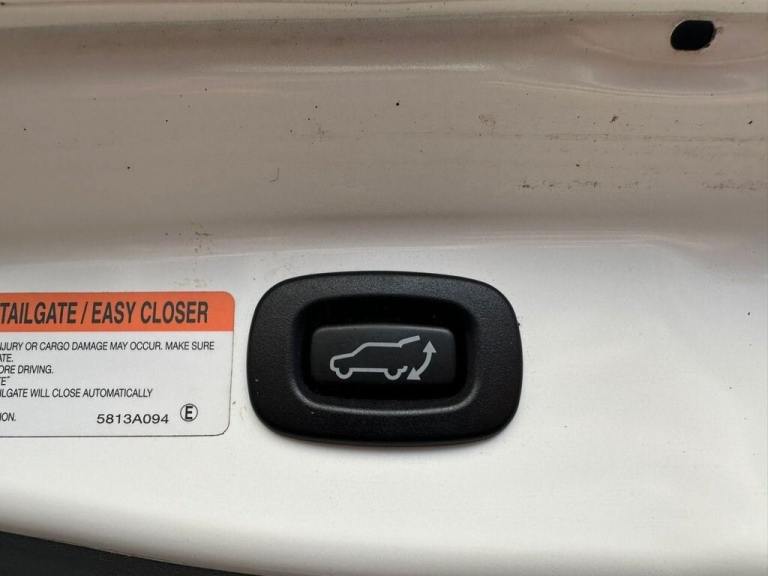 TAILGATE / EASY CLOSER
NJURY OR CARGO DAMAGE MAY OCCUR. MAKE SURE
ATE.
ORE DRIVING.
TE"
ILGATE WILL CLOSE AUTOMATICALLY
ION.
5813A094 E